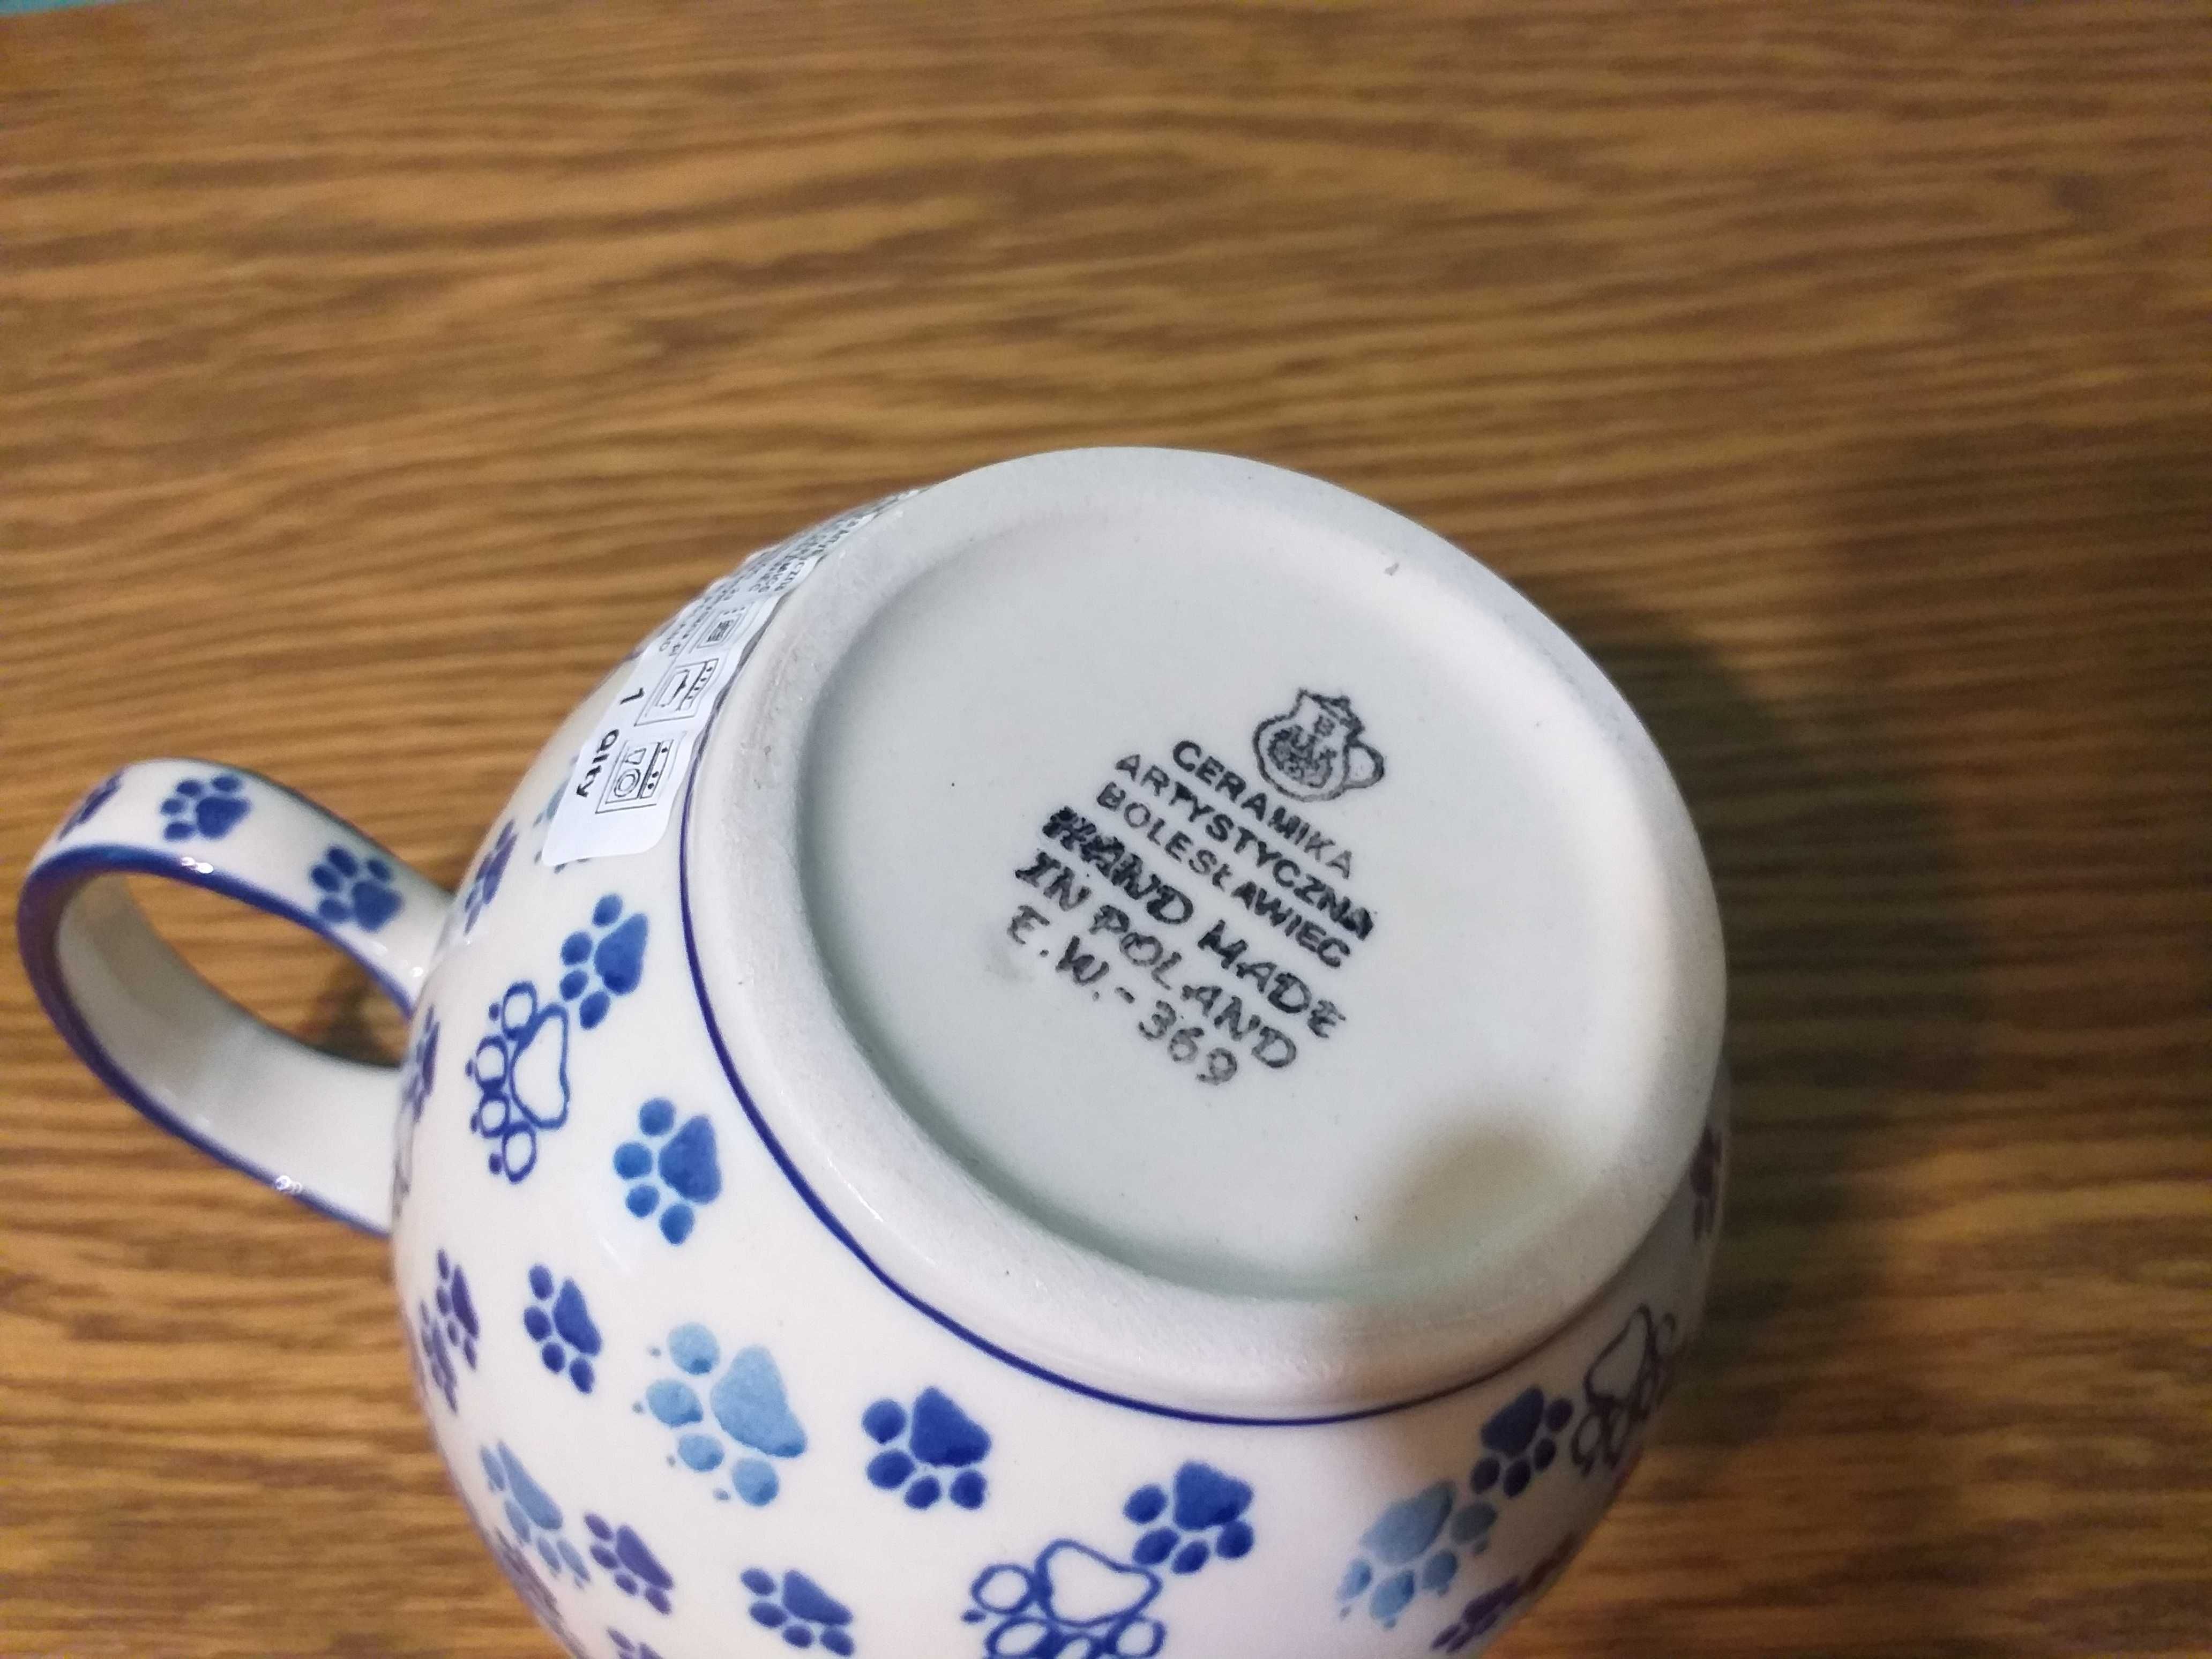 CERAMIKA
ARTYSTYCZNA
BOLESŁAWIEC
HAND MADE
IN POLAND
E.W.-369
1 qlty